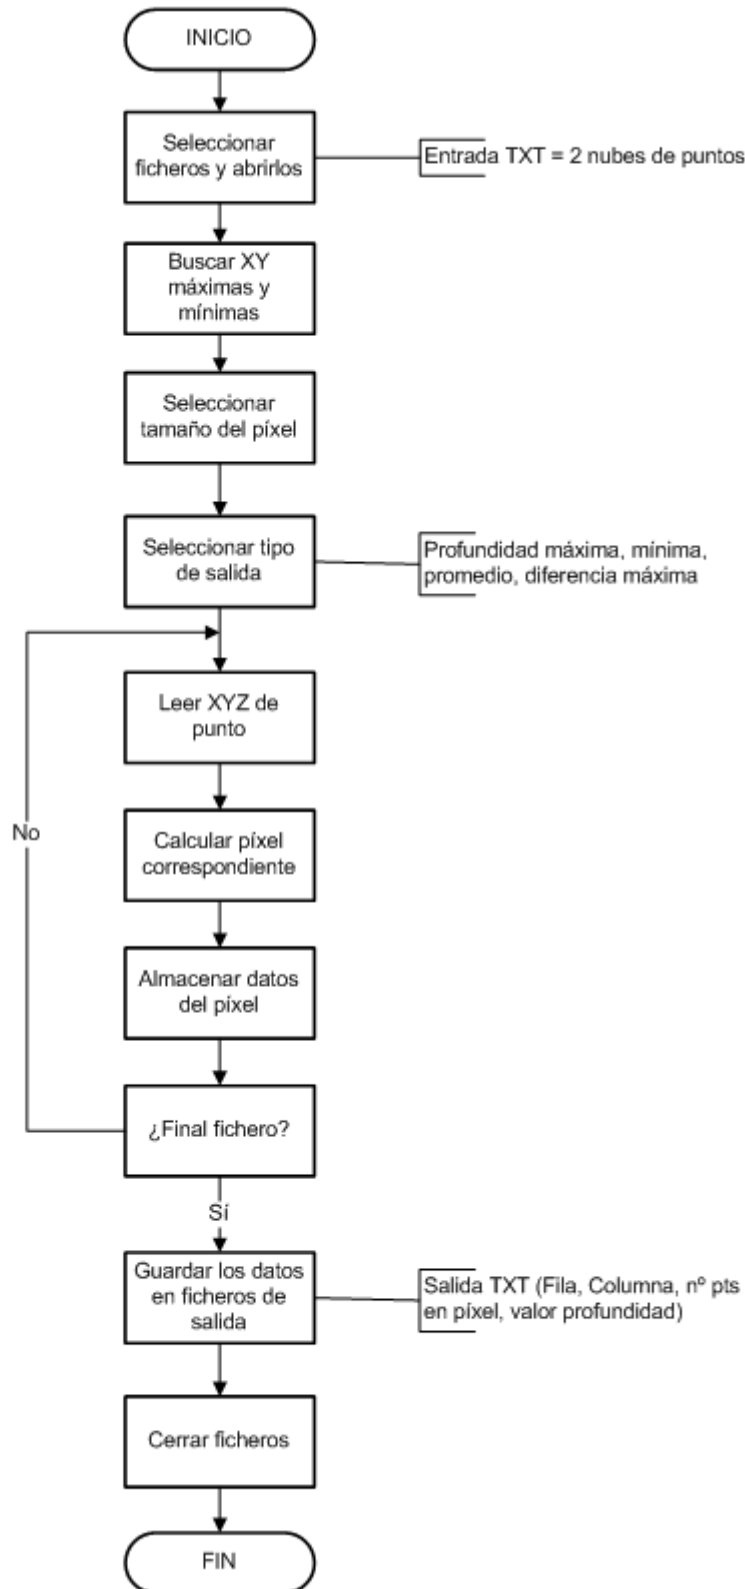 INICIO
Seleccionar
ficheros y abrirlos
Entrada TXT = 2 nubes de puntos
Buscar XY
máximas y
mínimas
Seleccionar
tamaño del píxel
Seleccionar tipo
de salida
Profundidad máxima, mínima,
promedio, diferencia máxima
Leer XYZ de
punto
No
Calcular píxel
correspondiente
Almacenar datos
del píxel
¿Final fichero?
Sí
Guardar los datos
en ficheros de
salida
Salida TXT (Fila, Columna, nº pts
en píxel, valor profundidad)
Cerrar ficheros
FIN